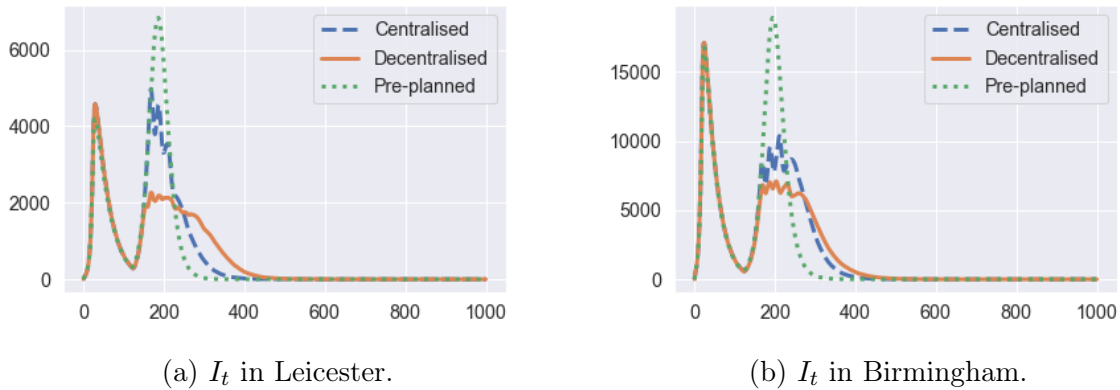 Centralised
Decentralised
Pre-planned
6000
4000
2000
0
0 200 400 600 800 1000
(a) I_t in Leicester.
Centralised
Decentralised
Pre-planned
15000
10000
5000
0
0 200 400 600 800 1000
(b) I_t in Birmingham.